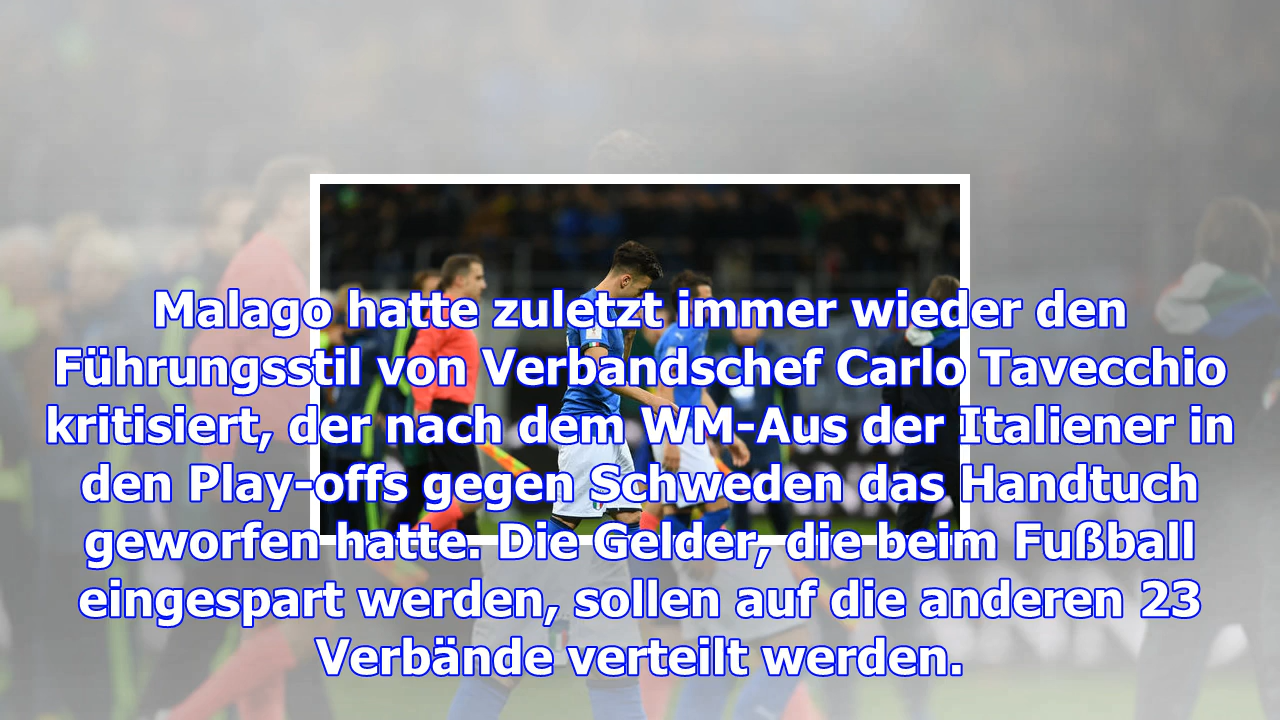 Malago hatte zuletzt immer wieder den
Führungsstil von Verbandschef Carlo Tavecchio
kritisiert, der nach dem WM-Aus der Italiener in
den Play-offs gegen Schweden das Handtuch
geworfen hatte. Die Gelder, die beim Fußball
eingespart werden, sollen auf die anderen 23
Verbände verteilt werden.